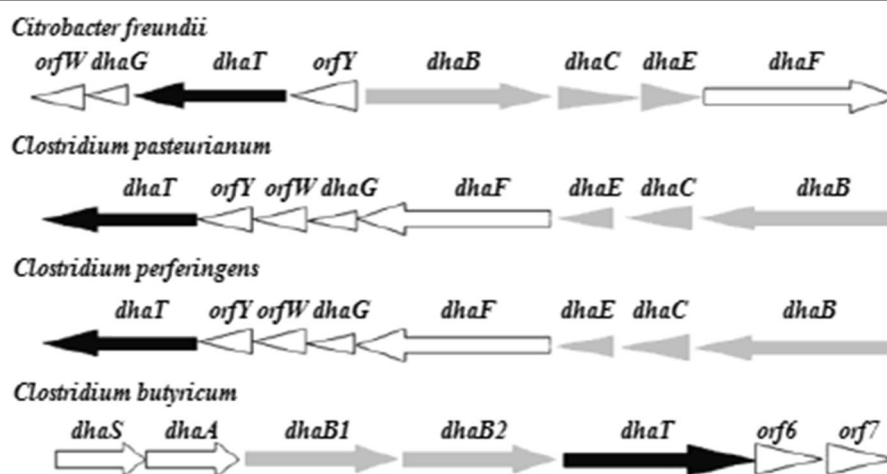 Citrobacter freundii
orfW dhaG dhaT orfY dhaB dhaC dhaE dhaF
Clostridium pasteurianum
dhaT orfY orfW dhaG dhaF dhaE dhaC dhaB
Clostridium perferingens
dhaT orfY orfW dhaG dhaF dhaE dhaC dhaB
Clostridium butyricum
dhaS dhaA dhaB1 dhaB2 dhaT orf6 orf7